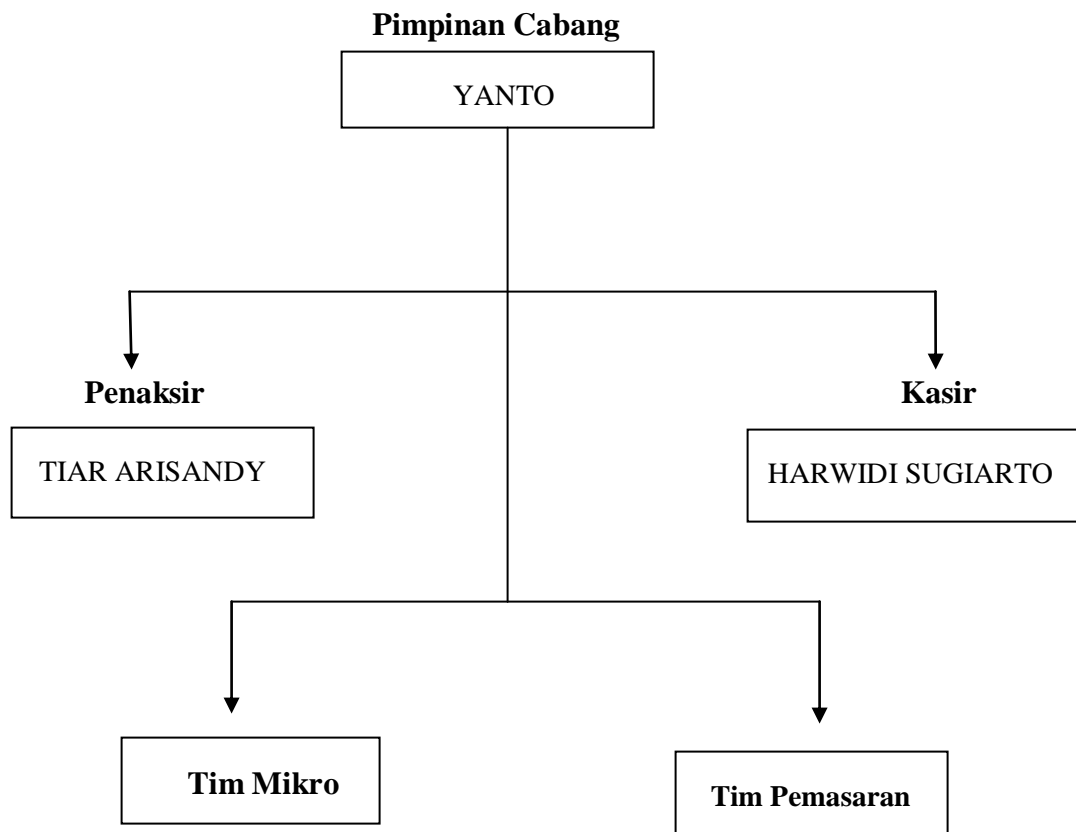 Pimpinan Cabang
YANTO
Penaksir
Kasir
TIAR ARISANDY
HARWIDI SUGIARTO
Tim Mikro
Tim Pemasaran